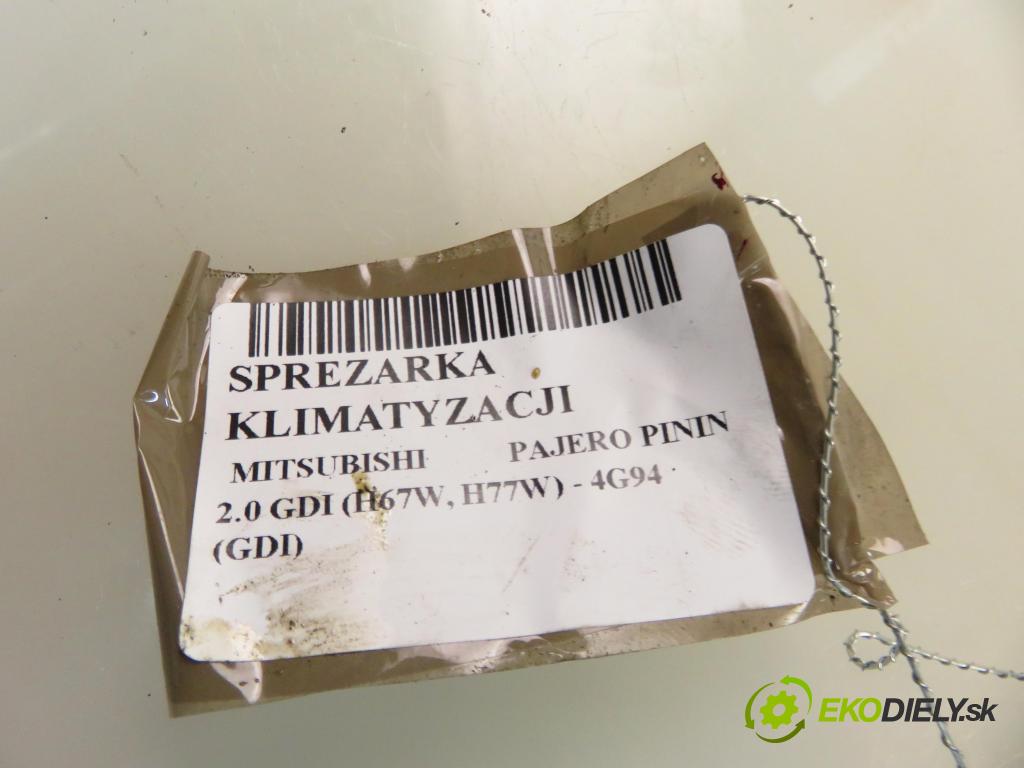 SPREZARKA
KLIMATYZACJI
MITSUBISHI PAJERO PININ
2.0 GDI (H67W, H77W) - 4G94
(GDI)
EKODIELY.sk